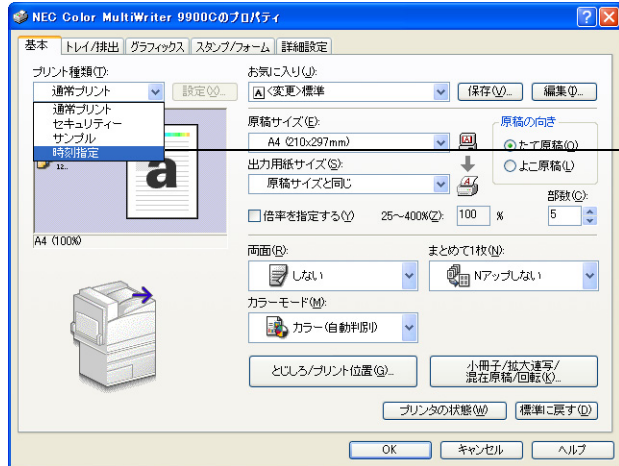 NEC Color MultiWriter 9900Cのプロパティ
基本 トレイ/排出 グラフィックス スタンプ/フォーム 詳細設定
プリント種類(T):
通常プリント
設定(X)...
通常プリント
セキュリティー
サンプル
時刻指定
12...
a
A4 (100%)
お気に入り(J):
A <変更>標準
保存(V)...
編集(I)...
原稿サイズ(E):
A4 (210x297mm)
原稿の向き
たて原稿(O)
よこ原稿(L)
出力用紙サイズ(S):
原稿サイズと同じ
部数(C):
倍率を指定する(Y) 25～400%(Z): 100 %
5
両面(R):
しない
まとめて1枚(N):
Nアップしない
カラーモード(M):
カラー(自動判別)
とじしろ/プリント位置(G)...
小冊子/拡大連写/
混在原稿/回転(K)...
プリンタの状態(W)
標準に戻す(D)
OK
キャンセル
ヘルプ